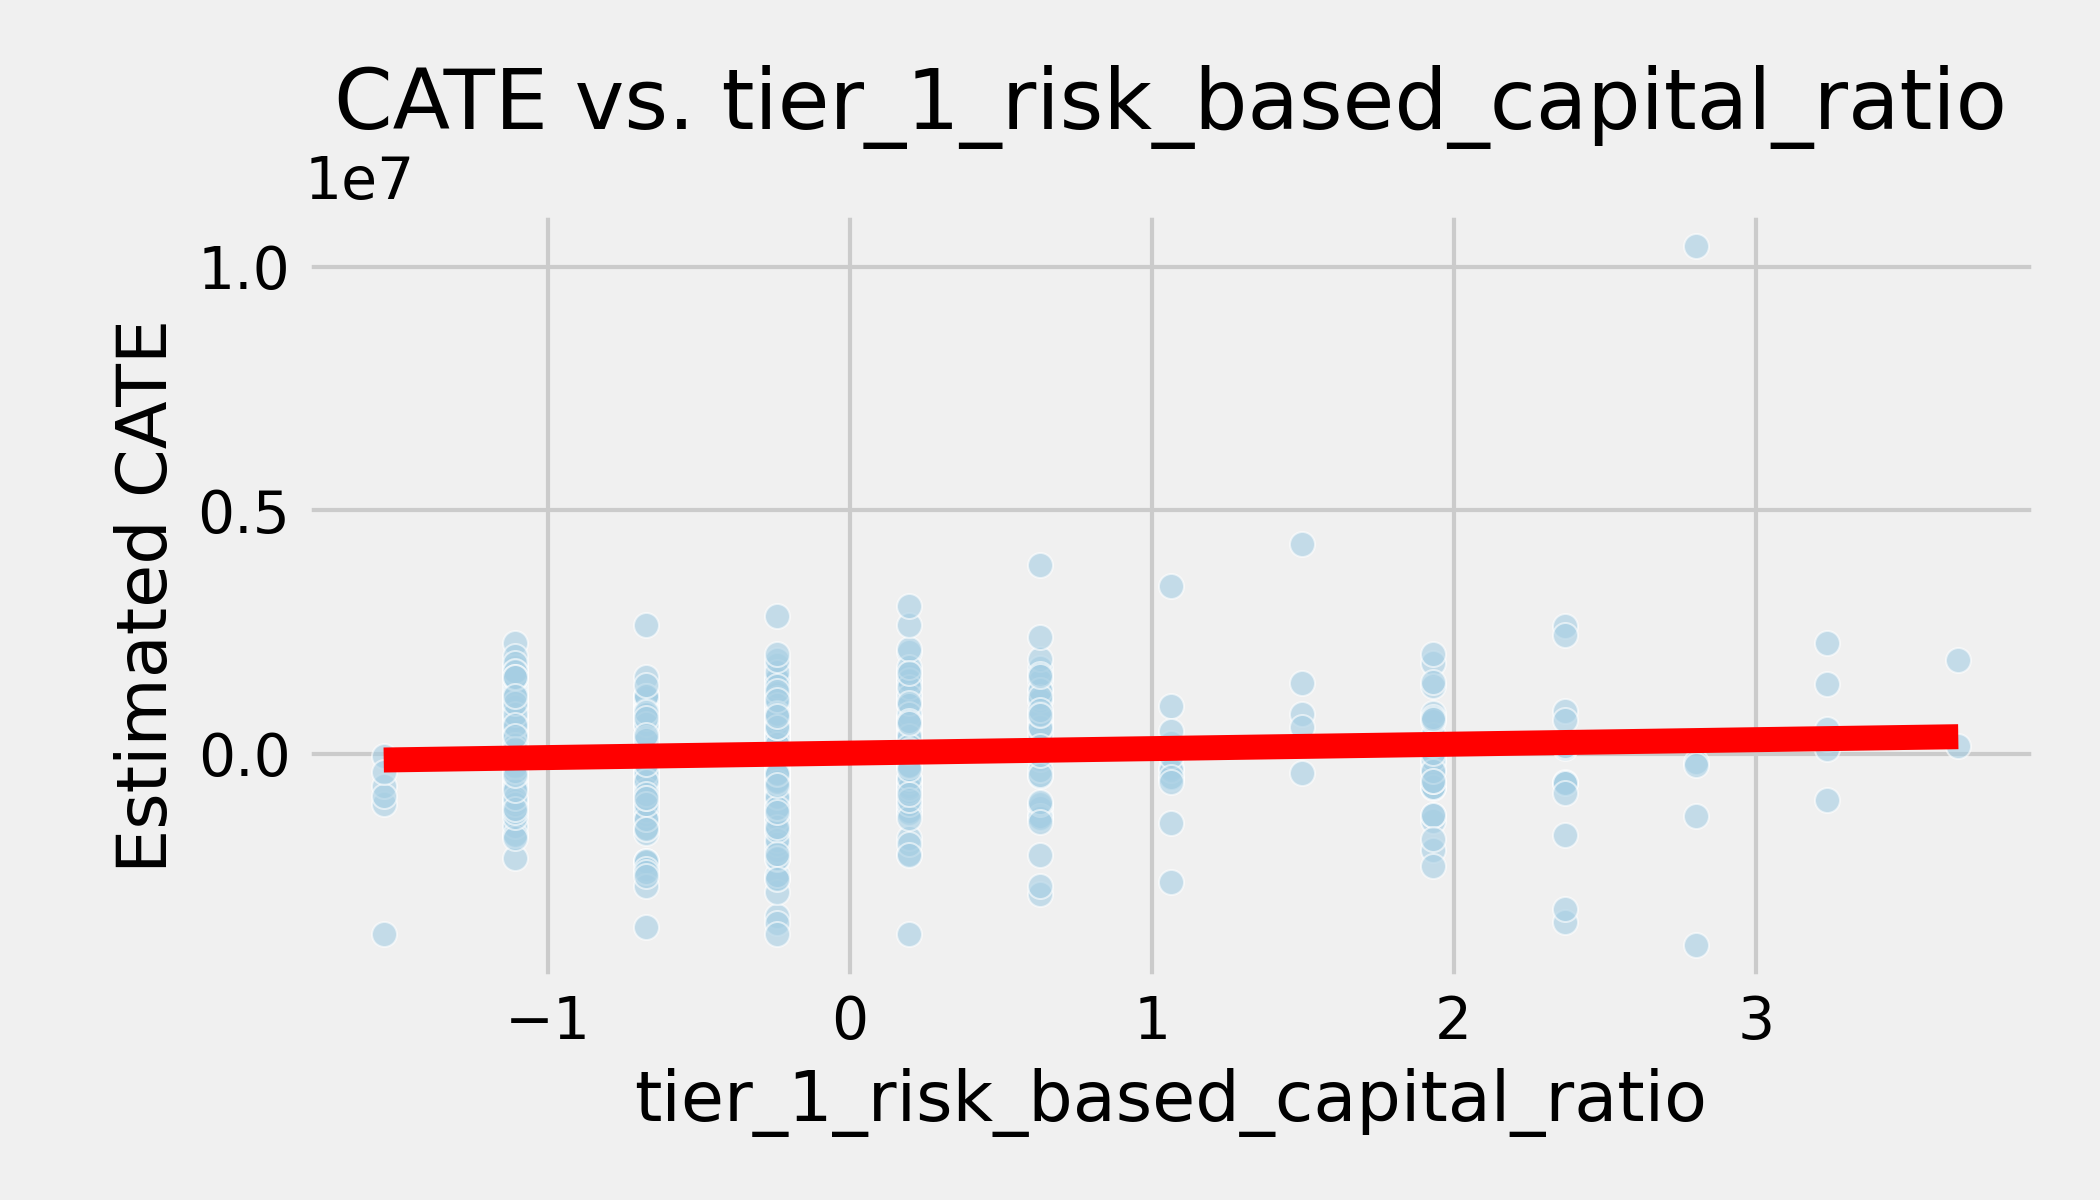 CATE vs. tier_1_risk_based_capital_ratio
1e7
1.0
0.5
0.0
Estimated CATE
−1 0 1 2 3
tier_1_risk_based_capital_ratio